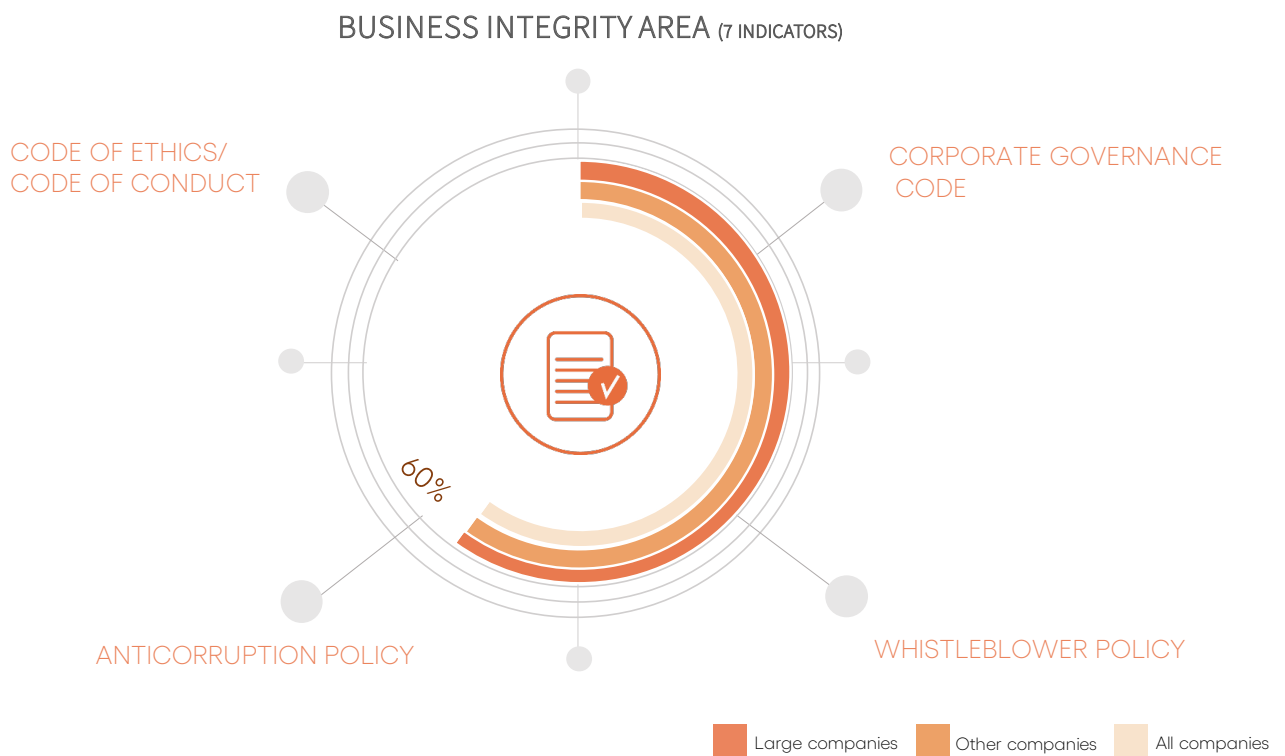 BUSINESS INTEGRITY AREA (7 INDICATORS)
CODE OF ETHICS/
CODE OF CONDUCT
CORPORATE GOVERNANCE
CODE
60%
ANTICORRUPTION POLICY
WHISTLEBLOWER POLICY
Large companies
Other companies
All companies